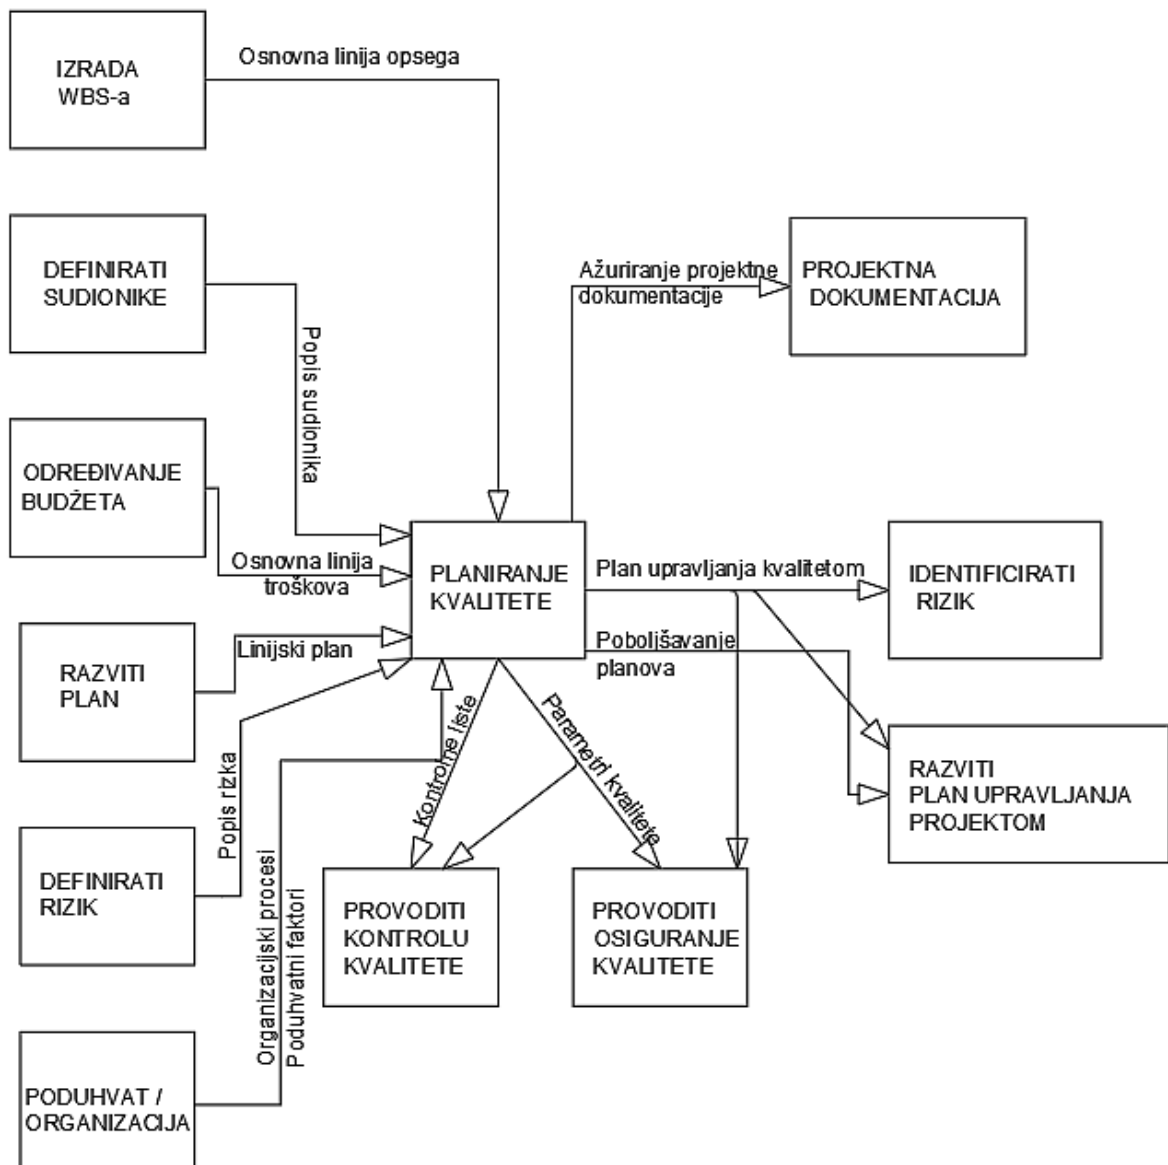 IZRADA
WBS-a
Osnovna linija opsega
DEFINIRATI
SUDIONIKE
Popis sudionika
Ažuriranje projektne
dokumentacije
PROJEKTNA
DOKUMENTACIJA
ODREĐIVANJE
BUDŽETA
Osnovna linija
troškova
PLANIRANJE
KVALITETE
Plan upravljanja kvalitetom
IDENTIFICIRATI
RIZIK
RAZVITI
PLAN
Linijski plan
Poboljšavanje
planova
RAZVITI
PLAN UPRAVLJANJA
PROJEKTOM
Popis rizka
Kontrolne liste
Parametri kvalitete
DEFINIRATI
RIZIK
Organizacijski procesi
Poduhvatni faktori
PROVODITI
KONTROLU
KVALITETE
PROVODITI
OSIGURANJE
KVALITETE
PODUHVAT /
ORGANIZACIJA